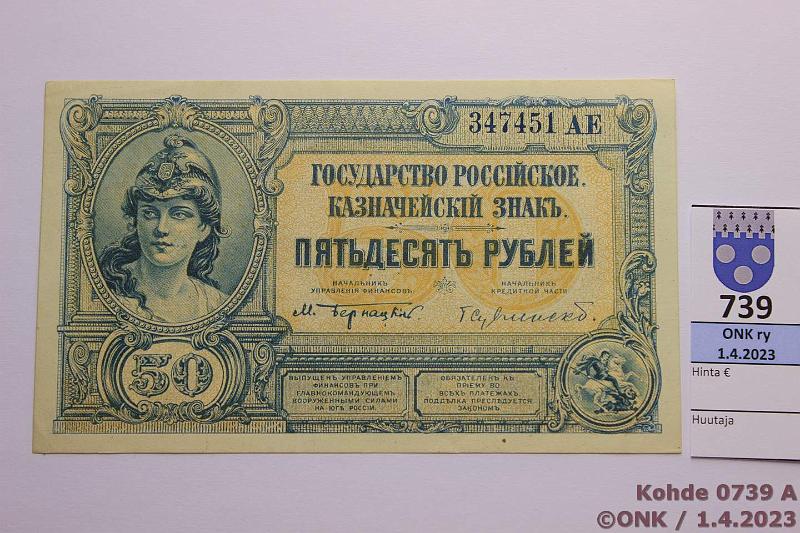 347451 АЕ
ГОСУДАРСТВО РОССІЙСКОЕ.
КАЗНАЧЕЙСКІЙ ЗНАКЪ.
ПЯТЬДЕСЯТЪ РУБЛЕЙ
НАЧАЛЬНИКЪ
УПРАВЛЕНІЯ ФИНАНСОВЪ
НАЧАЛЬНИКЪ
КРЕДИТНОЙ ЧАСТИ
М. Бернацкій
50
ВЫПУЩЕНЪ УПРАВЛЕНІЕМЪ
ФИНАНСОВЪ ПРИ
ГЛАВНОКОМАНДУЮЩЕМЪ
ВООРУЖЕННЫМИ СИЛАМИ
НА ЮГѢ РОССІИ.
ОБЯЗАТЕЛЕНЪ КЪ
ПРІЕМУ ВО
ВСѢХЪ ПЛАТЕЖАХЪ
ПОДДѢЛКА ПРЕСЛѢДУЕТСЯ
ЗАКОНОМЪ.
739
ONK ry
1.4.2023
Hinta €
Huutaja
Kohde 0739 A
©ONK / 1.4.2023